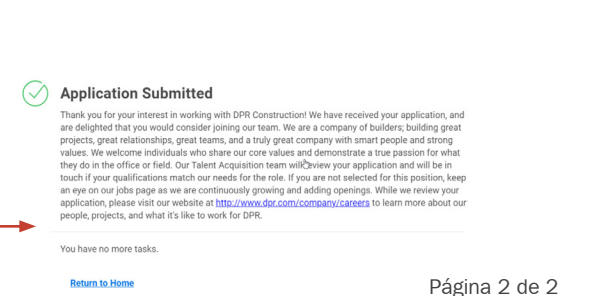 Application Submitted
Thank you for your interest in working with DPR Construction! We have received your application, and
are delighted that you would consider joining our team. We are a company of builders; building great
projects, great relationships, great teams, and a truly great company with smart people and strong
values. We welcome individuals who share our core values and demonstrate a true passion for what
they do in the office or field. Our Talent Acquisition team will review your application and will be in
touch if your qualifications match our needs for the role. If you are not selected for this position, keep
an eye on our jobs page as we are continuously growing and adding openings. While we review your
application, please visit our website at http://www.dpr.com/company/careers to learn more about our
people, projects, and what it's like to work for DPR.
You have no more tasks.
Return to Home
Página 2 de 2